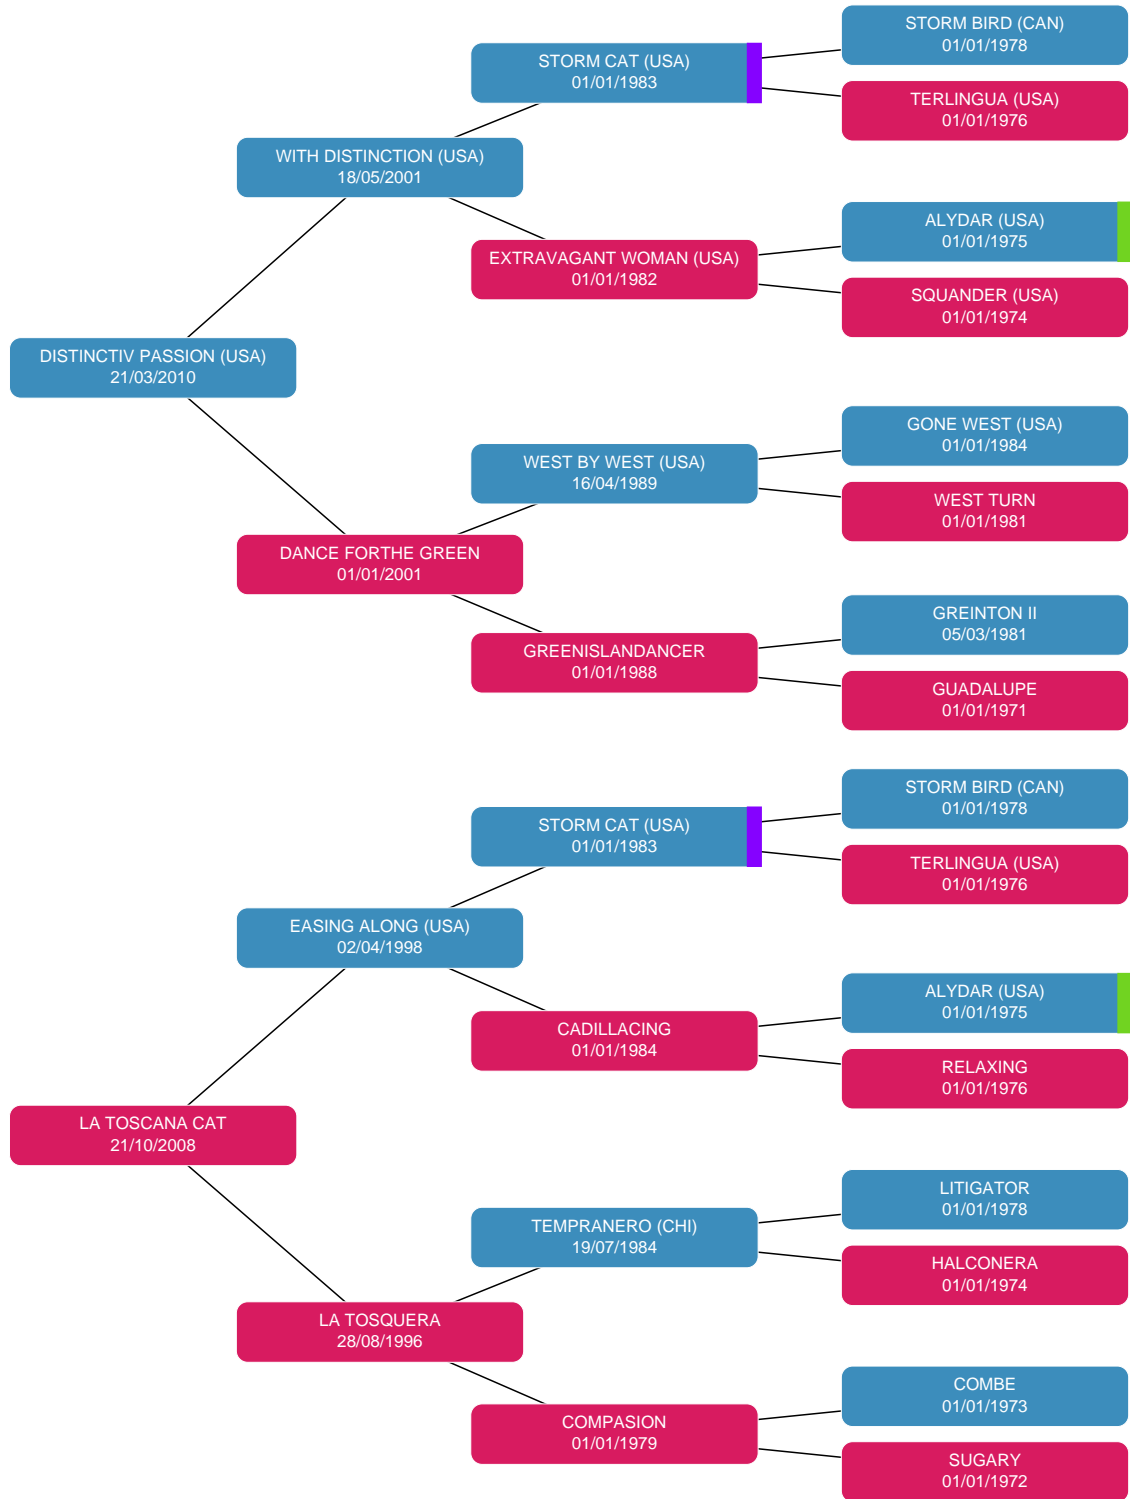 STORM BIRD (CAN)
01/01/1978
STORM CAT (USA)
01/01/1983
TERLINGUA (USA)
01/01/1976
WITH DISTINCTION (USA)
18/05/2001
ALYDAR (USA)
01/01/1975
EXTRAVAGANT WOMAN (USA)
01/01/1982
SQUANDER (USA)
01/01/1974
DISTINCTIV PASSION (USA)
21/03/2010
GONE WEST (USA)
01/01/1984
WEST BY WEST (USA)
16/04/1989
WEST TURN
01/01/1981
DANCE FORTHE GREEN
01/01/2001
GREINTON II
05/03/1981
GREENISLANDANCER
01/01/1988
GUADALUPE
01/01/1971
STORM BIRD (CAN)
01/01/1978
STORM CAT (USA)
01/01/1983
TERLINGUA (USA)
01/01/1976
EASING ALONG (USA)
02/04/1998
ALYDAR (USA)
01/01/1975
CADILLACING
01/01/1984
RELAXING
01/01/1976
LA TOSCANA CAT
21/10/2008
LITIGATOR
01/01/1978
TEMPRANERO (CHI)
19/07/1984
HALCONERA
01/01/1974
LA TOSQUERA
28/08/1996
COMBE
01/01/1973
COMPASION
01/01/1979
SUGARY
01/01/1972